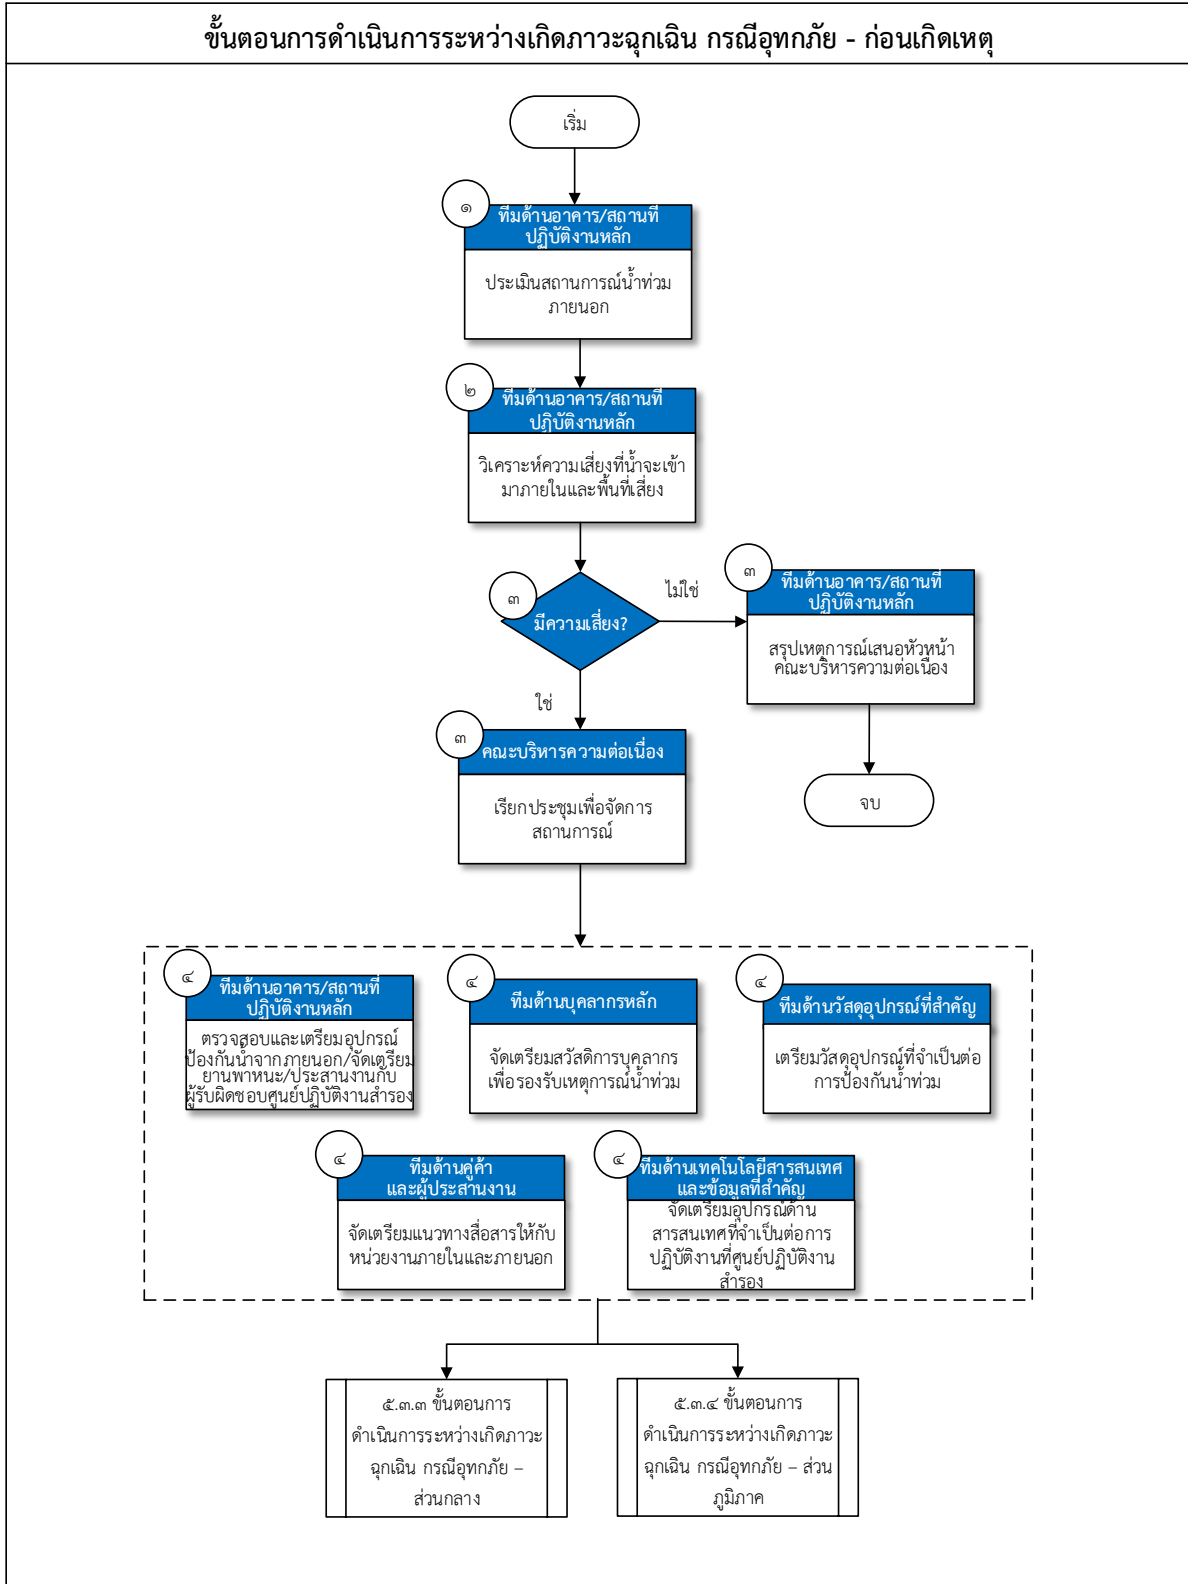 ขั้นตอนการดำเนินการระหว่างเกิดภาวะฉุกเฉิน กรณีอุทกภัย - ก่อนเกิดเหตุ
เริ่ม
๑
ทีมด้านอาคาร/สถานที่
ปฏิบัติงานหลัก
ประเมินสถานการณ์น้ำท่วม
ภายนอก
๒
ทีมด้านอาคาร/สถานที่
ปฏิบัติงานหลัก
วิเคราะห์ความเสี่ยงที่น้ำจะเข้า
มาภายในและพื้นที่เสี่ยง
๓
มีความเสี่ยง?
ไม่ใช่
๓
ทีมด้านอาคาร/สถานที่
ปฏิบัติงานหลัก
สรุปเหตุการณ์เสนอหัวหน้า
คณะบริหารความต่อเนื่อง
จบ
ใช่
๓
คณะบริหารความต่อเนื่อง
เรียกประชุมเพื่อจัดการ
สถานการณ์
๔
ทีมด้านอาคาร/สถานที่
ปฏิบัติงานหลัก
ตรวจสอบและเตรียมอุปกรณ์
ป้องกันน้ำจากภายนอก/จัดเตรียม
ยานพาหนะ/ประสานงานกับ
ผู้รับผิดชอบศูนย์ปฏิบัติงานสำรอง
๔
ทีมด้านบุคลากรหลัก
จัดเตรียมสวัสดิการบุคลากร
เพื่อรองรับเหตุการณ์น้ำท่วม
๔
ทีมด้านวัสดุอุปกรณ์ที่สำคัญ
เตรียมวัสดุอุปกรณ์ที่จำเป็นต่อ
การป้องกันน้ำท่วม
๔
ทีมด้านคู่ค้า
และผู้ประสานงาน
จัดเตรียมแนวทางสื่อสารให้กับ
หน่วยงานภายในและภายนอก
๔
ทีมด้านเทคโนโลยีสารสนเทศ
และข้อมูลที่สำคัญ
จัดเตรียมอุปกรณ์ด้าน
สารสนเทศที่จำเป็นต่อการ
ปฏิบัติงานที่ศูนย์ปฏิบัติงาน
สำรอง
๕.๓.๓ ขั้นตอนการ
ดำเนินการระหว่างเกิดภาวะ
ฉุกเฉิน กรณีอุทกภัย –
ส่วนกลาง
๕.๓.๔ ขั้นตอนการ
ดำเนินการระหว่างเกิดภาวะ
ฉุกเฉิน กรณีอุทกภัย – ส่วน
ภูมิภาค